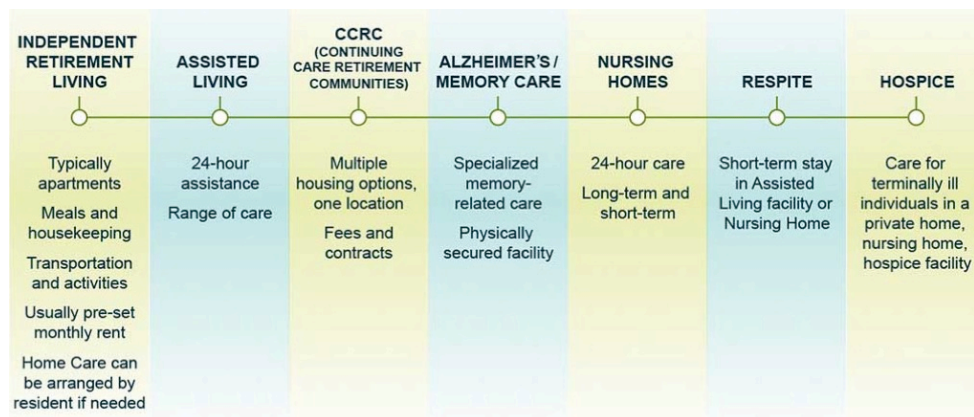 INDEPENDENT
RETIREMENT
LIVING
Typically
apartments
Meals and
housekeeping
Transportation
and activities
Usually pre-set
monthly rent
Home Care can
be arranged by
resident if needed
ASSISTED
LIVING
24-hour
assistance
Range of care
CCRC
(CONTINUING
CARE RETIREMENT
COMMUNITIES)
Multiple
housing options,
one location
Fees and
contracts
ALZHEIMER'S /
MEMORY CARE
Specialized
memory-
related care
Physically
secured facility
NURSING
HOMES
24-hour care
Long-term and
short-term
RESPITE
Short-term stay
in Assisted
Living facility or
Nursing Home
HOSPICE
Care for
terminally ill
individuals in a
private home,
nursing home,
hospice facility